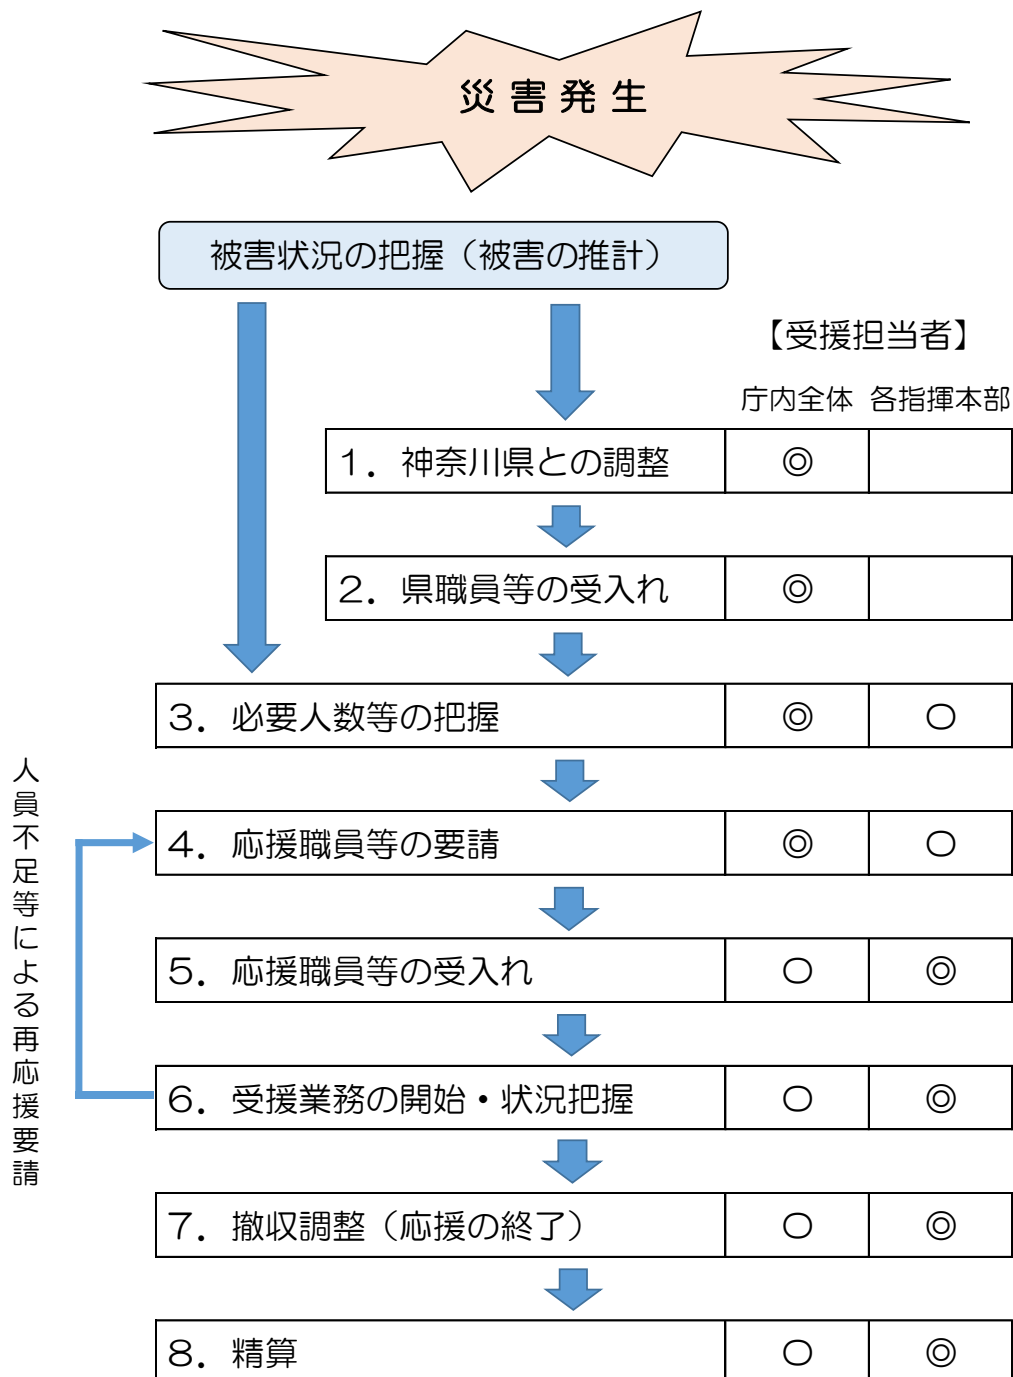 災害発生
被害状況の把握（被害の推計）
【受援担当者】
庁内全体 各指揮本部
１．神奈川県との調整 ◎
２．県職員等の受入れ ◎
３．必要人数等の把握 ◎ ○
４．応援職員等の要請 ◎ ○
５．応援職員等の受入れ ○ ◎
６．受援業務の開始・状況把握 ○ ◎
７．撤収調整（応援の終了） ○ ◎
８．精算 ○ ◎
人員不足等による再応援要請